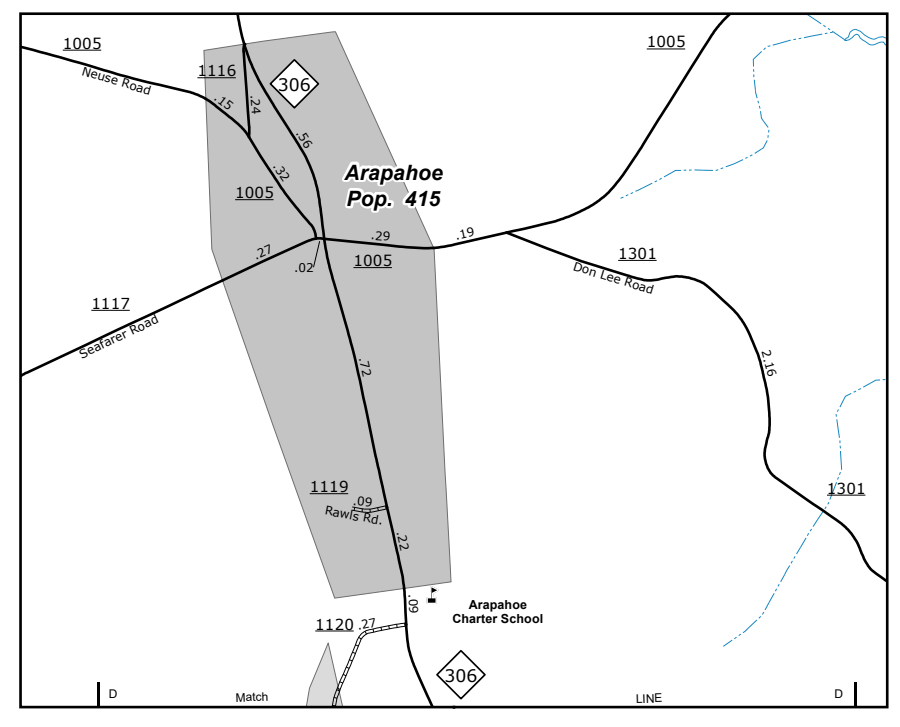 1005
1005
Neuse Road
1116
306
.15
.24
.56
Arapahoe
Pop. 415
.32
1005
.29
.19
.27
.02
1005
1301
Don Lee Road
1117
Seafarer Road
.72
2.16
1119
.09
Rawls Rd.
1301
.22
.09
Arapahoe
Charter School
1120
.27
306
D
Match
LINE
D